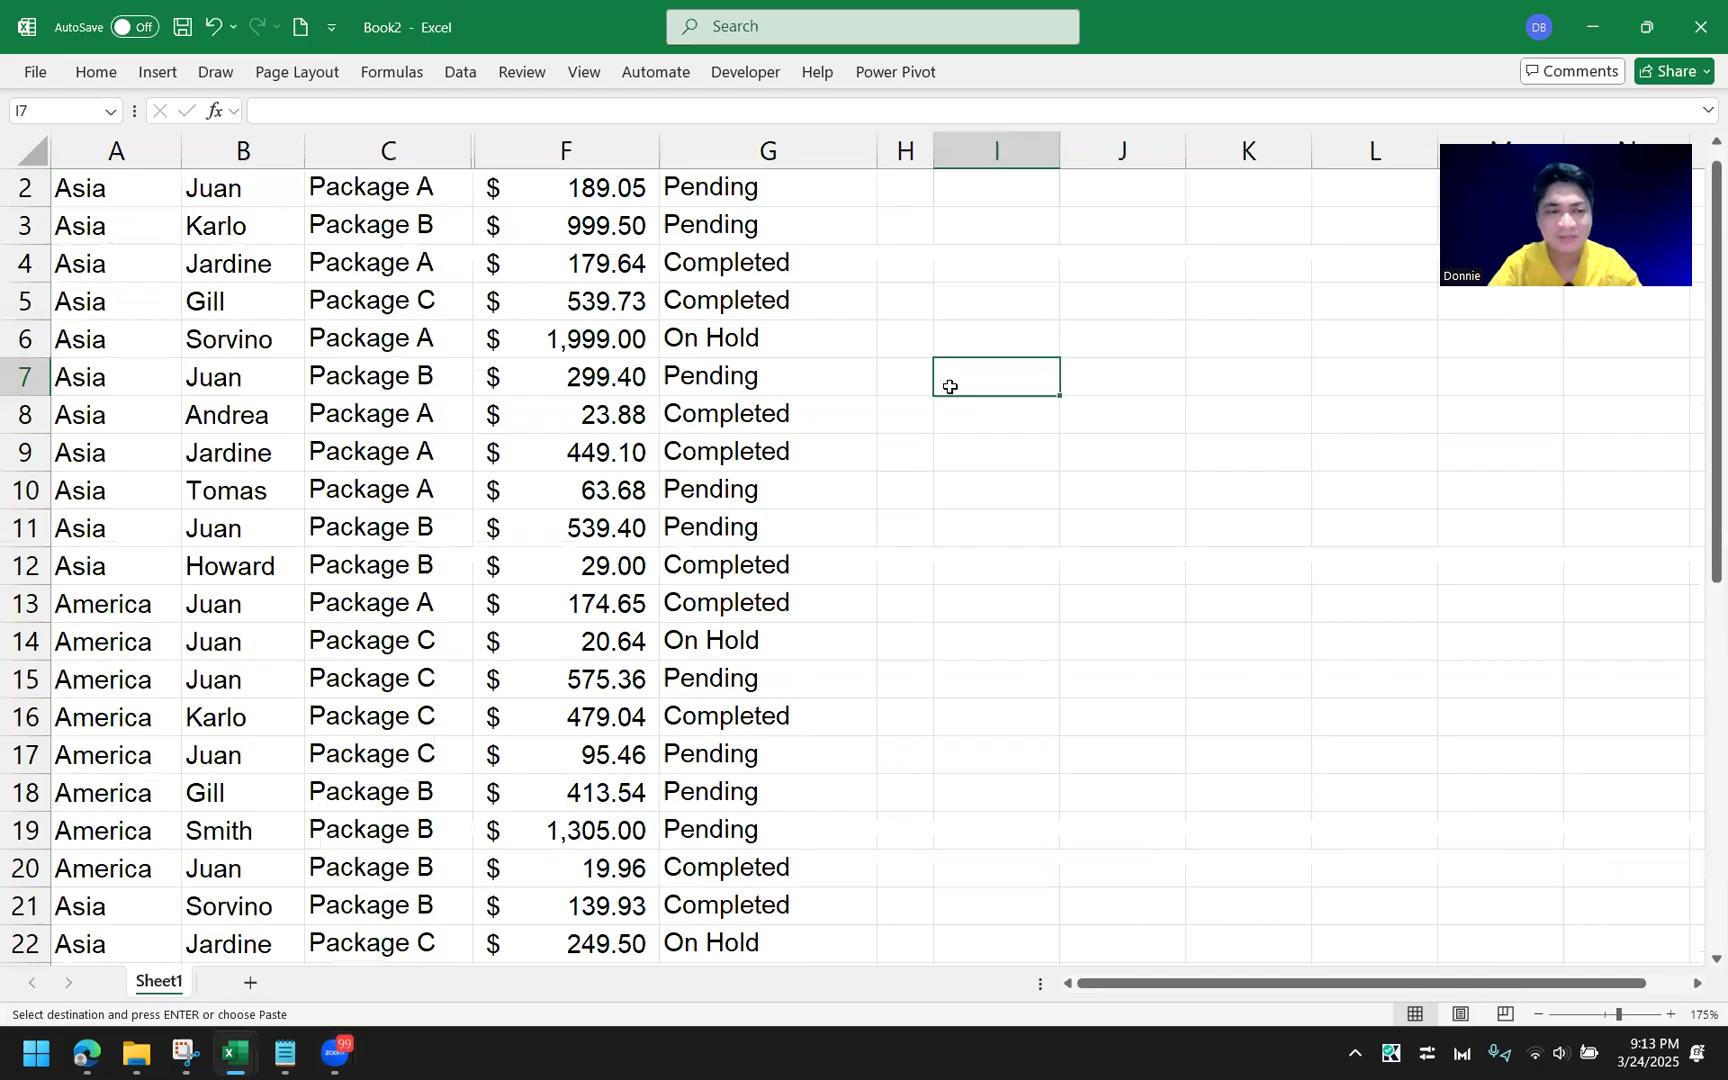 AutoSave Off Book2 - Excel Search DB
File Home Insert Draw Page Layout Formulas Data Review View Automate Developer Help Power Pivot Comments Share
I7 fx
A B C F G H I J K L
2 Asia Juan Package A $ 189.05 Pending
3 Asia Karlo Package B $ 999.50 Pending
4 Asia Jardine Package A $ 179.64 Completed
5 Asia Gill Package C $ 539.73 Completed
6 Asia Sorvino Package A $ 1,999.00 On Hold
7 Asia Juan Package B $ 299.40 Pending
8 Asia Andrea Package A $ 23.88 Completed
9 Asia Jardine Package A $ 449.10 Completed
10 Asia Tomas Package A $ 63.68 Pending
11 Asia Juan Package B $ 539.40 Pending
12 Asia Howard Package B $ 29.00 Completed
13 America Juan Package A $ 174.65 Completed
14 America Juan Package C $ 20.64 On Hold
15 America Juan Package C $ 575.36 Pending
16 America Karlo Package C $ 479.04 Completed
17 America Juan Package C $ 95.46 Pending
18 America Gill Package B $ 413.54 Pending
19 America Smith Package B $ 1,305.00 Pending
20 America Juan Package B $ 19.96 Completed
21 Asia Sorvino Package B $ 139.93 Completed
22 Asia Jardine Package C $ 249.50 On Hold
Donnie
Sheet1
Select destination and press ENTER or choose Paste 175%
zoom 99 9:13 PM
3/24/2025